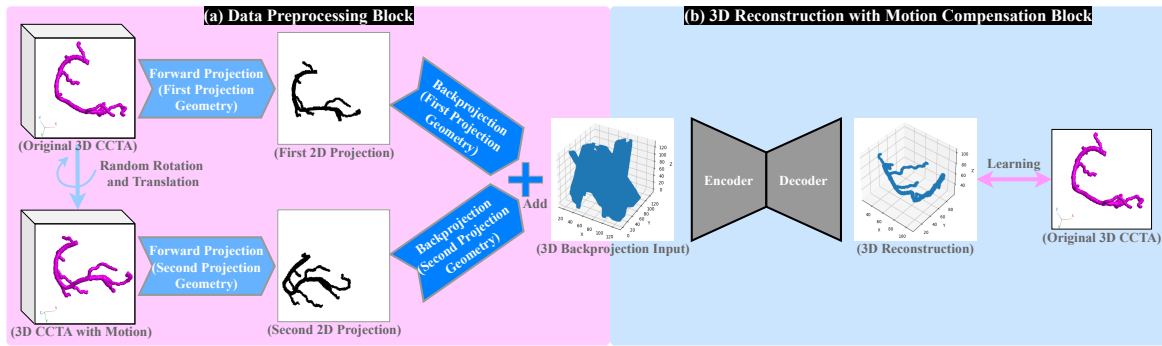 (a) Data Preprocessing Block
(b) 3D Reconstruction with Motion Compensation Block
Forward Projection
(First Projection
Geometry)
(Original 3D CCTA)
(First 2D Projection)
Backprojection
(First Projection
Geometry)
Random Rotation
and Translation
Forward Projection
(Second Projection
Geometry)
(3D CCTA with Motion)
(Second 2D Projection)
Backprojection
(Second Projection
Geometry)
Add
(3D Backprojection Input)
Encoder
Decoder
(3D Reconstruction)
Learning
(Original 3D CCTA)